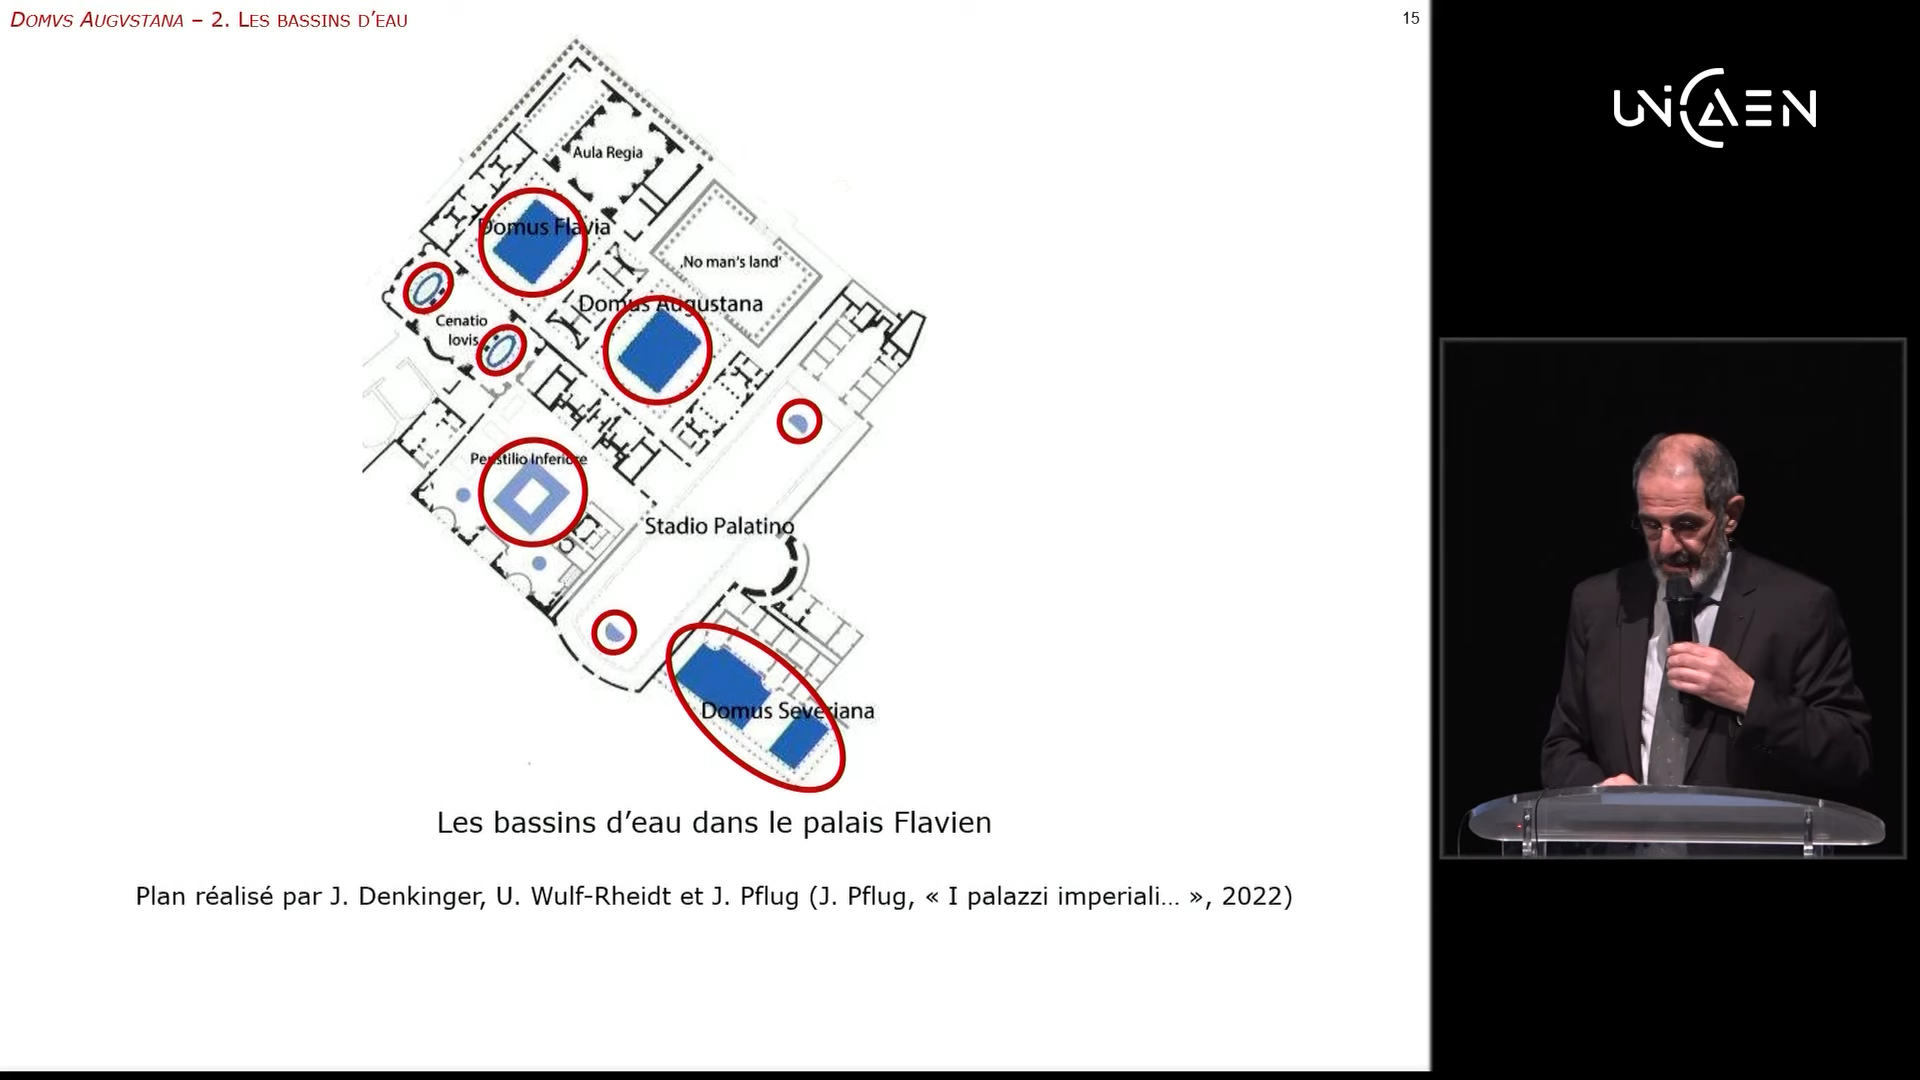 DOMVS AUGVSTANA – 2. LES BASSINS D’EAU
15
UNICAEN
Aula Regia
Domus Flavia
‚No man’s land‘
Domus Augustana
Cenatio
Iovis
Peristilio Inferiore
Stadio Palatino
Domus Severiana
Les bassins d’eau dans le palais Flavien
Plan réalisé par J. Denkinger, U. Wulf-Rheidt et J. Pflug (J. Pflug, « I palazzi imperiali… », 2022)